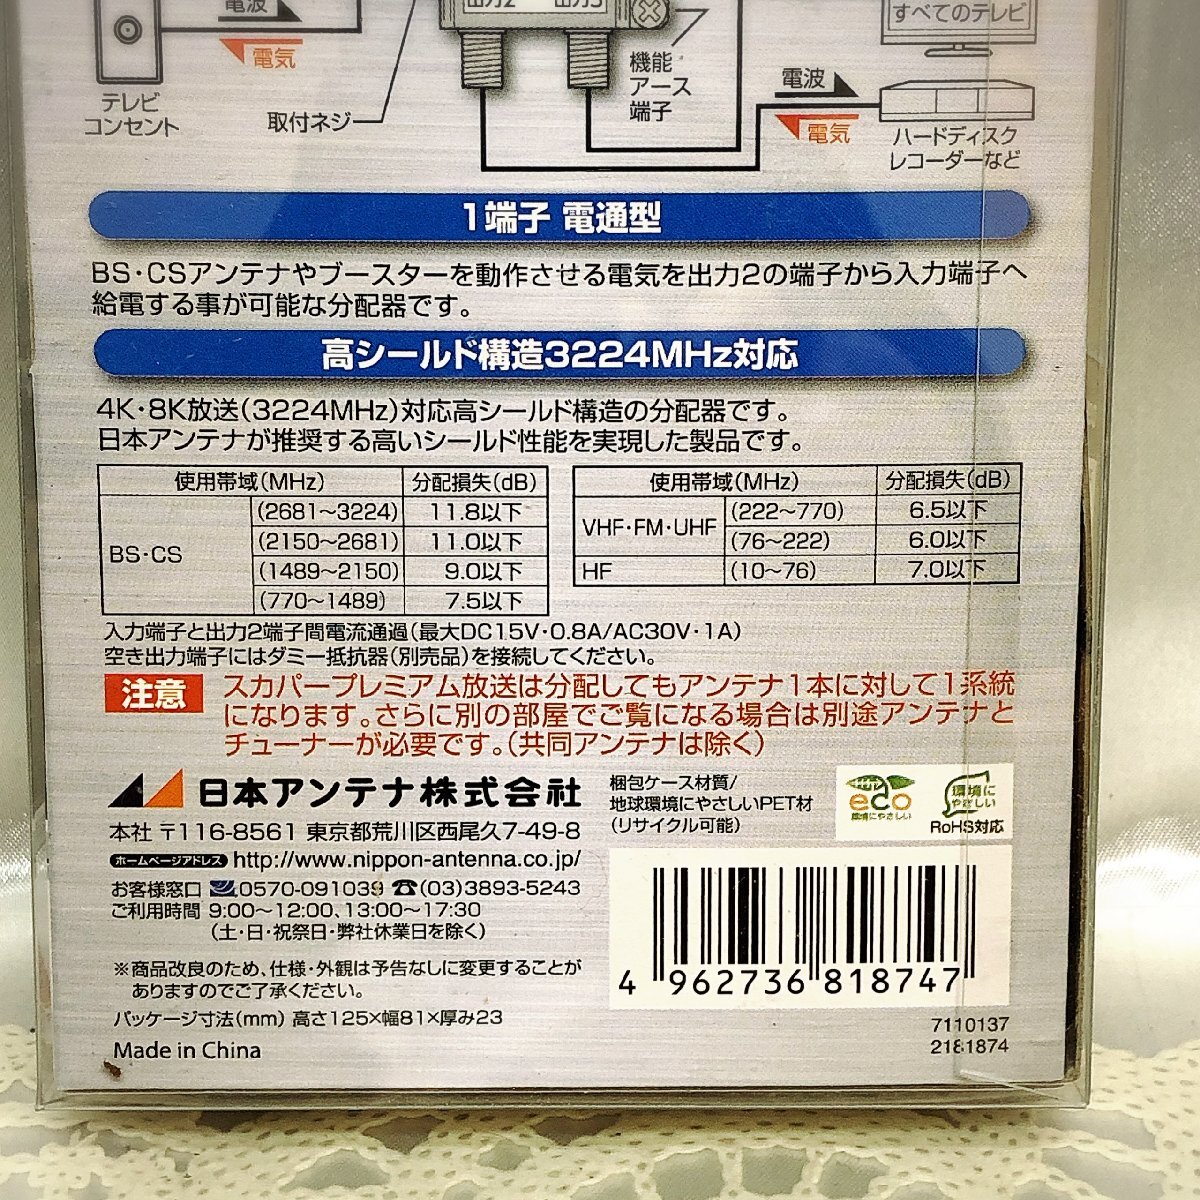 電波
電気
テレビ
コンセント
取付ネジ
出力2
出力3
機能
アース
端子
すべてのテレビ
電波
電気
ハードディスク
レコーダーなど
1端子 電通型
BS・CSアンテナやブースターを動作させる電気を出力2の端子から入力端子へ
給電する事が可能な分配器です。
高シールド構造3224MHz対応
4K・8K放送(3224MHz)対応高シールド構造の分配器です。
日本アンテナが推奨する高いシールド性能を実現した製品です。
使用帯域(MHz) 分配損失(dB)
BS・CS (2681〜3224) 11.8以下
(2150〜2681) 11.0以下
(1489〜2150) 9.0以下
(770〜1489) 7.5以下
使用帯域(MHz) 分配損失(dB)
VHF・FM・UHF (222〜770) 6.5以下
(76〜222) 6.0以下
HF (10〜76) 7.0以下
入力端子と出力2端子間電流通過(最大DC15V・0.8A/AC30V・1A)
空き出力端子にはダミー抵抗器(別売品)を接続してください。
注意 スカパープレミアム放送は分配してもアンテナ1本に対して1系統
になります。さらに別の部屋でご覧になる場合は別途アンテナと
チューナーが必要です。(共同アンテナは除く)
日本アンテナ株式会社
本社 〒116-8561 東京都荒川区西尾久7-49-8
ホームページアドレス http://www.nippon-antenna.co.jp/
お客様窓口 0570-091039 ☎(03)3893-5243
ご利用時間 9:00〜12:00、13:00〜17:30
(土・日・祝祭日・弊社休業日を除く)
※商品改良のため、仕様・外観は予告なしに変更することが
ありますのでご了承ください。
パッケージ寸法(mm) 高さ125×幅81×厚み23
Made in China
梱包ケース材質/
地球環境にやさしいPET材
(リサイクル可能)
eco
環境にやさしい
環境に
やさしい
RoHS対応
4 962736 818747
7110137
2181874